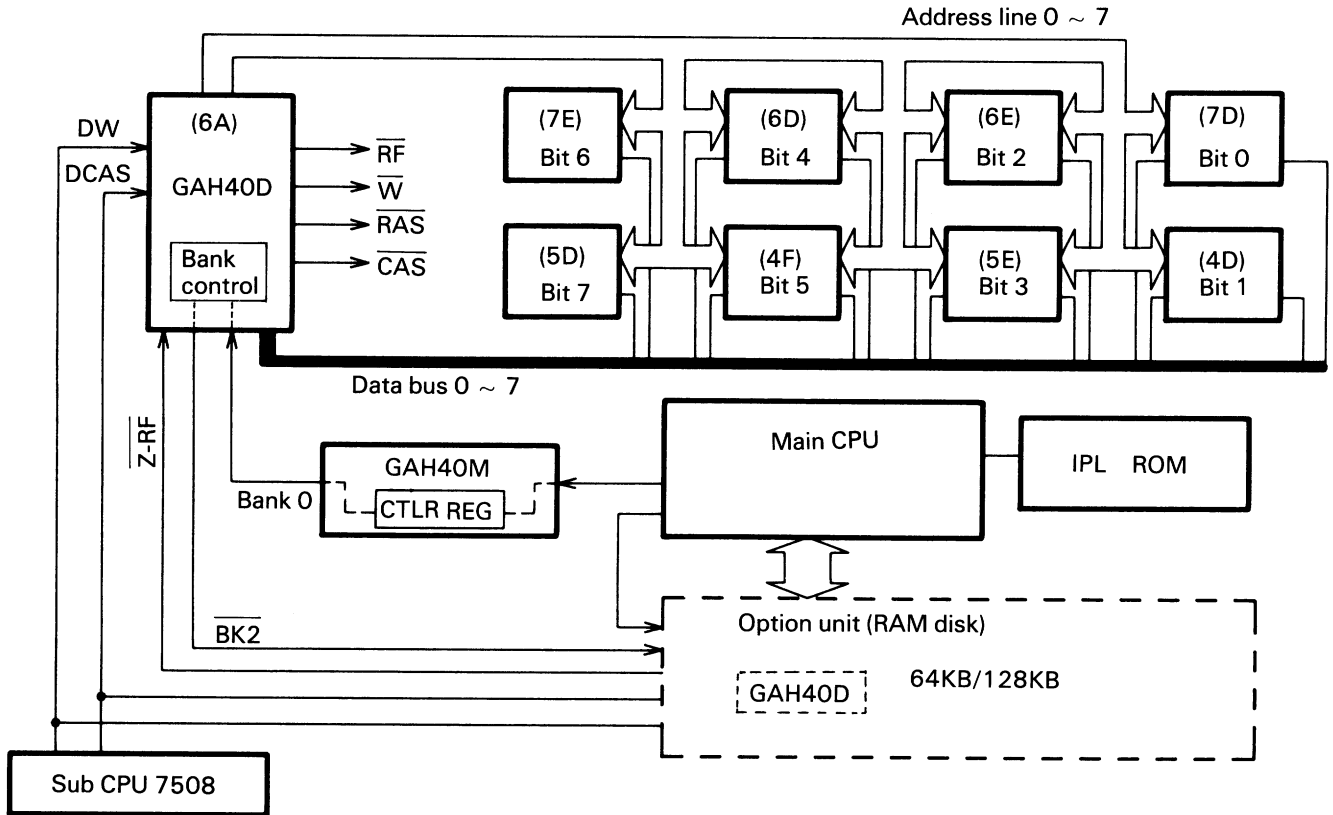 Address line 0 ~ 7
DW
DCAS
(6A)
GAH40D
Bank
control
RF
W
RAS
CAS
(7E)
Bit 6
(6D)
Bit 4
(6E)
Bit 2
(7D)
Bit 0
(5D)
Bit 7
(4F)
Bit 5
(5E)
Bit 3
(4D)
Bit 1
Data bus 0 ~ 7
Z-RF
Bank 0
GAH40M
CTLR REG
Main CPU
IPL ROM
BK2
Option unit (RAM disk)
GAH40D
64KB/128KB
Sub CPU 7508